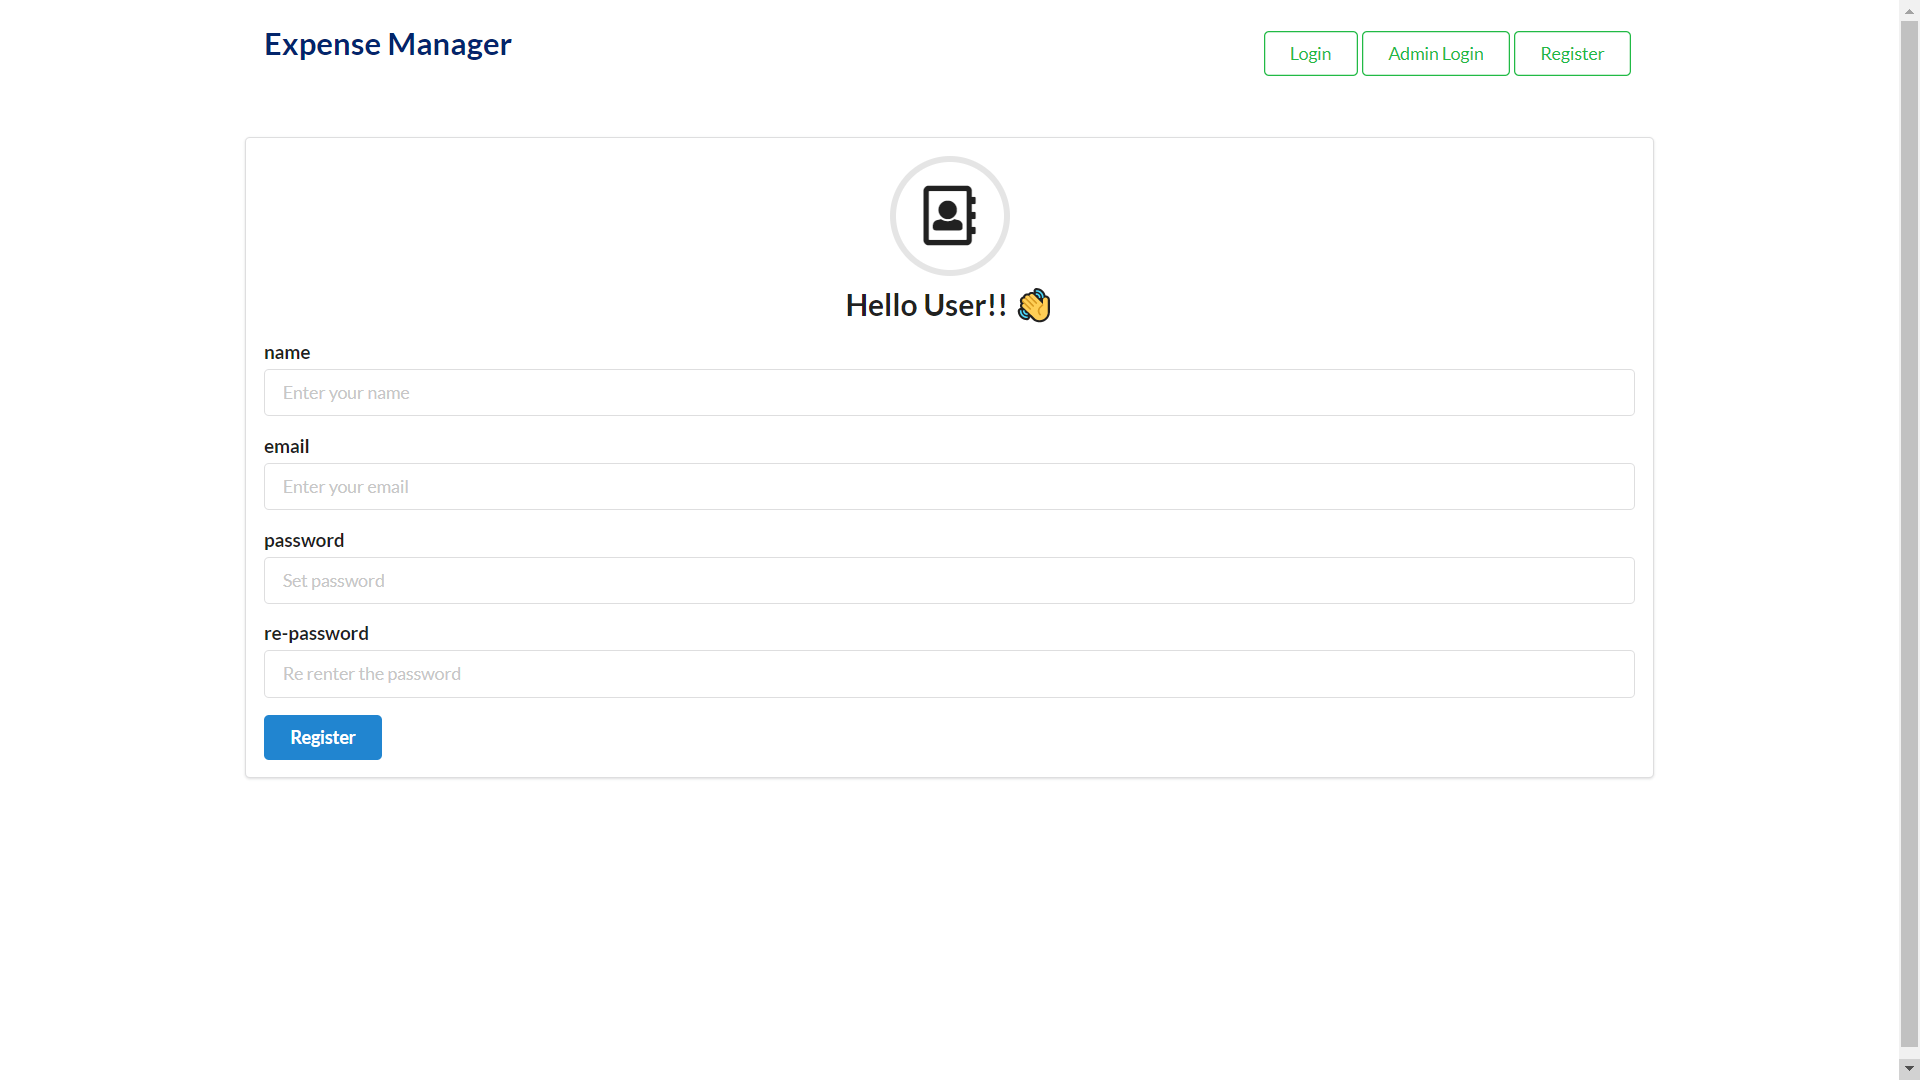 Expense Manager
Login
Admin Login
Register
Hello User!! 👋
name
Enter your name
email
Enter your email
password
Set password
re-password
Re renter the password
Register